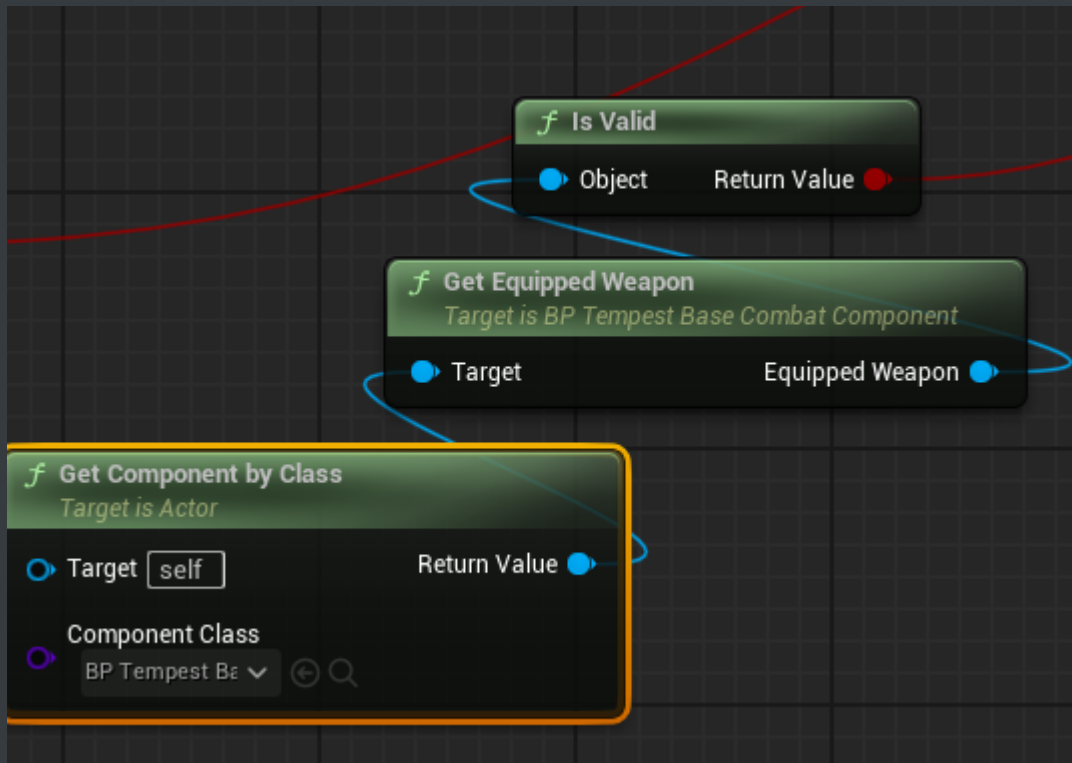 f Is Valid
Object Return Value
f Get Equipped Weapon
Target is BP Tempest Base Combat Component
Target Equipped Weapon
f Get Component by Class
Target is Actor
Target self Return Value
Component Class
BP Tempest Ba